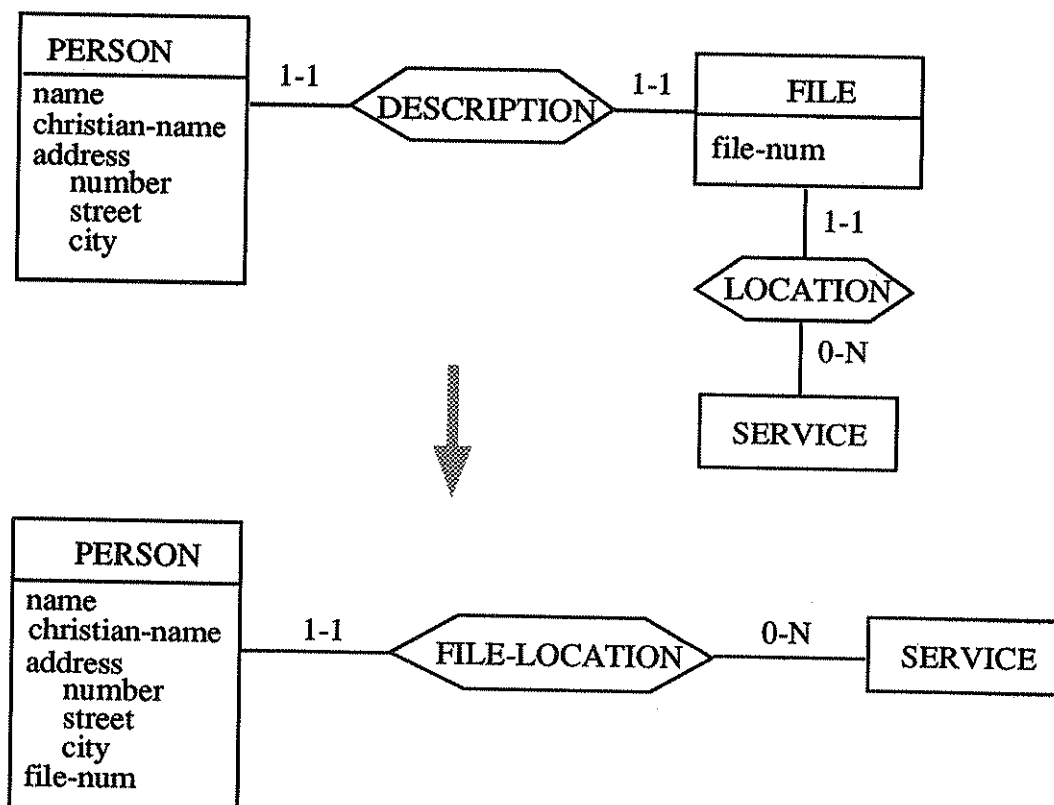 PERSON
name
christian-name
address
number
street
city
1-1
DESCRIPTION
1-1
FILE
file-num
1-1
LOCATION
0-N
SERVICE
PERSON
name
christian-name
address
number
street
city
file-num
1-1
FILE-LOCATION
0-N
SERVICE